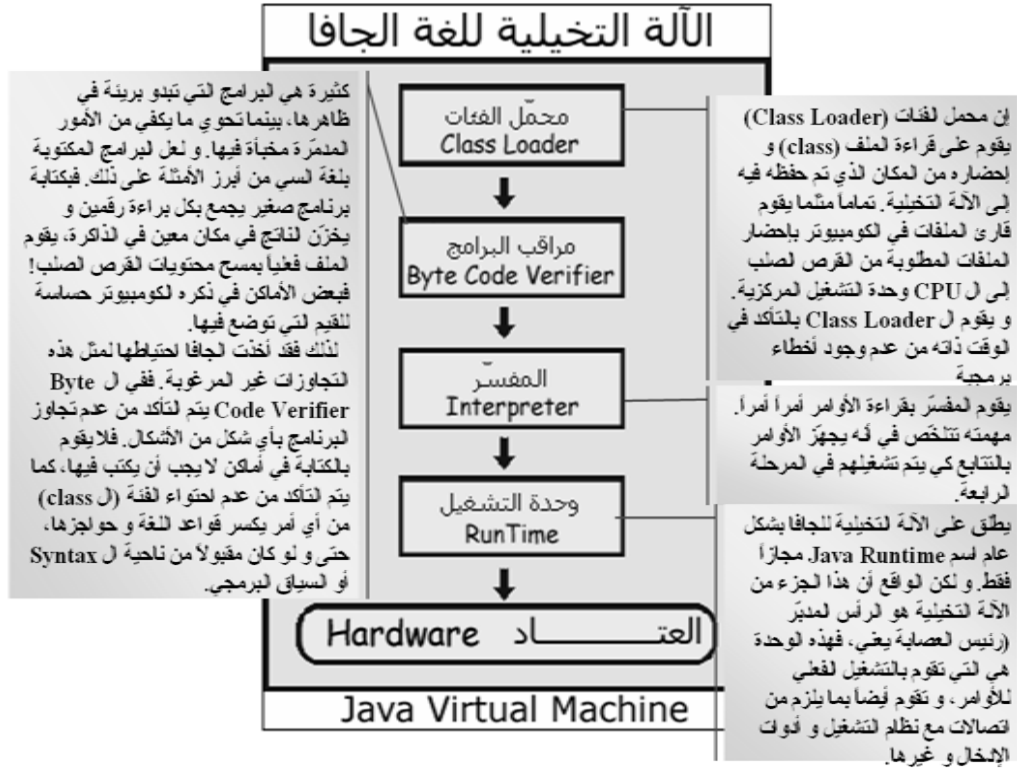 الآلة التخيلية للغة الجافا
محمّل الفئات
Class Loader
مراقب البرامج
Byte Code Verifier
المفسّر
Interpreter
وحدة التشغيل
RunTime
العتـــــــــــاد Hardware
Java Virtual Machine
إن محمل الفئات (Class Loader)
يقوم على قراءة الملف (class) و
إحضاره من المكان الذي تم حفظه فيه
إلى الآلة التخيلية. تماماً مثلما يقوم
قارئ الملفات في الكومبيوتر بإحضار
الملفات المطلوبة من القرص الصلب
إلى ال CPU وحدة التشغيل المركزية.
و يقوم ال Class Loader بالتأكد في
الوقت ذاته من عدم وجود أخطاء
برمجية
كثيرة هي البرامج التي تبدو بريئة في
ظاهرها، بينما تحوي ما يكفي من الأمور
المدمّرة مخبأة فيها. و لعل البرامج المكتوبة
بلغة السي من أبرز الأمثلة على ذلك. فبكتابة
برنامج صغير يجمع بكل براءة رقمين و
يخزّن الناتج في مكان معين في الذاكرة، يقوم
الملف فعلياً بمسح محتويات القرص الصلب!
فبعض الأماكن في ذكره الكومبيوتر حساسة
للقيم التي توضع فيها.
لذلك فقد أخذت الجافا احتياطها لمثل هذه
التجاوزات غير المرغوبة. ففي ال Byte
Code Verifier يتم التأكد من عدم تجاوز
البرنامج بأي شكل من الأشكال. فلا يقوم
بالكتابة في أماكن لا يجب أن يكتب فيها، كما
يتم التأكد من عدم احتواء الفئة (ال class)
من أي أمر يكسر قواعد اللغة و حواجزها،
حتى و لو كان مقبولاً من ناحية ال Syntax
أو السياق البرمجي.
يقوم المفسّر بقراءة الأوامر أمراً أمراً.
مهمته تتلخّص في أنه يجهّز الأوامر
بالتتابع كي يتم تشغيلهم في المرحلة
الرابعة.
يطلق على الآلة التخيلية للجافا بشكل
عام اسم Java Runtime مجازاً
فقط. و لكن الواقع أن هذا الجزء من
الآلة التخيلية هو الرأس المدبّر
(رئيس العصابة يعني، فهذه الوحدة
هي التي تقوم بالتشغيل الفعلي
للأوامر، و تقوم أيضاً بما يلزم من
اتصالات مع نظام التشغيل و أدوات
الإدخال و غيرها.